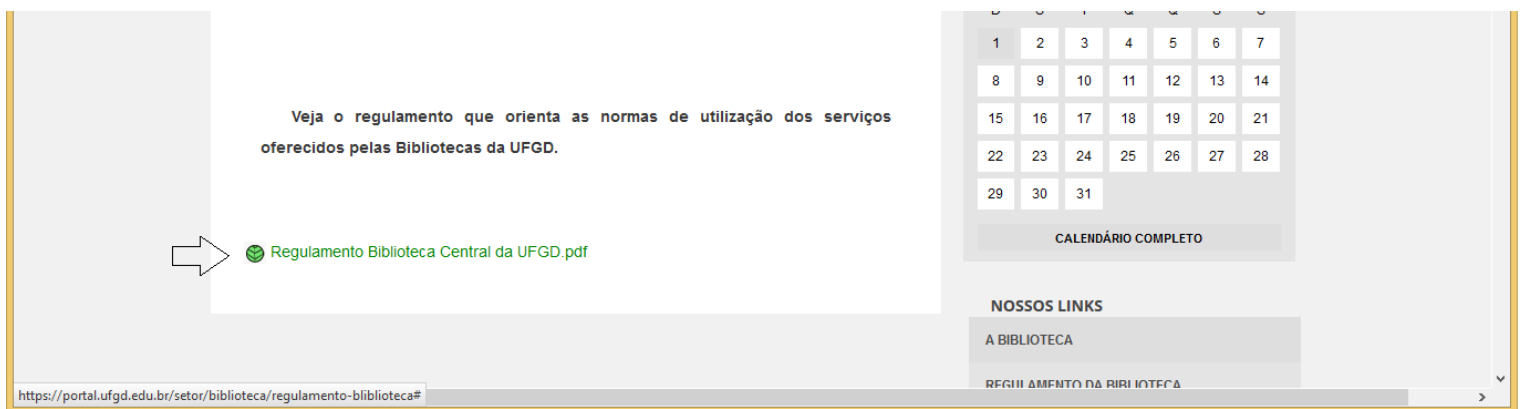 Veja o regulamento que orienta as normas de utilização dos serviços
oferecidos pelas Bibliotecas da UFGD.
Regulamento Biblioteca Central da UFGD.pdf
1 2 3 4 5 6 7
8 9 10 11 12 13 14
15 16 17 18 19 20 21
22 23 24 25 26 27 28
29 30 31
CALENDÁRIO COMPLETO
NOSSOS LINKS
A BIBLIOTECA
REGULAMENTO DA BIBLIOTECA
https://portal.ufgd.edu.br/setor/biblioteca/regulamento-bliblioteca#